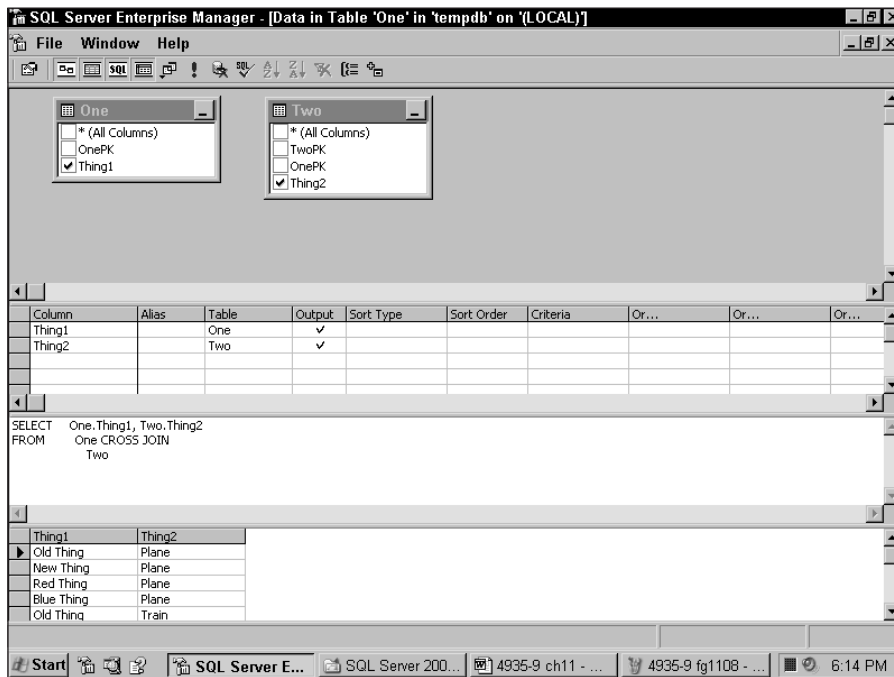 SQL Server Enterprise Manager - [Data in Table 'One' in 'tempdb' on '(LOCAL)']
File Window Help
SQL
One
* (All Columns)
OnePK
Thing1
Two
* (All Columns)
TwoPK
OnePK
Thing2
Column Alias Table Output Sort Type Sort Order Criteria Or... Or... Or...
Thing1 One
Thing2 Two
SELECT One.Thing1, Two.Thing2
FROM One CROSS JOIN
Two
Thing1 Thing2
Old Thing Plane
New Thing Plane
Red Thing Plane
Blue Thing Plane
Old Thing Train
Start SQL Server E... SQL Server 200... 4935-9 ch11 - ... 4935-9 fg1108 - ... 6:14 PM